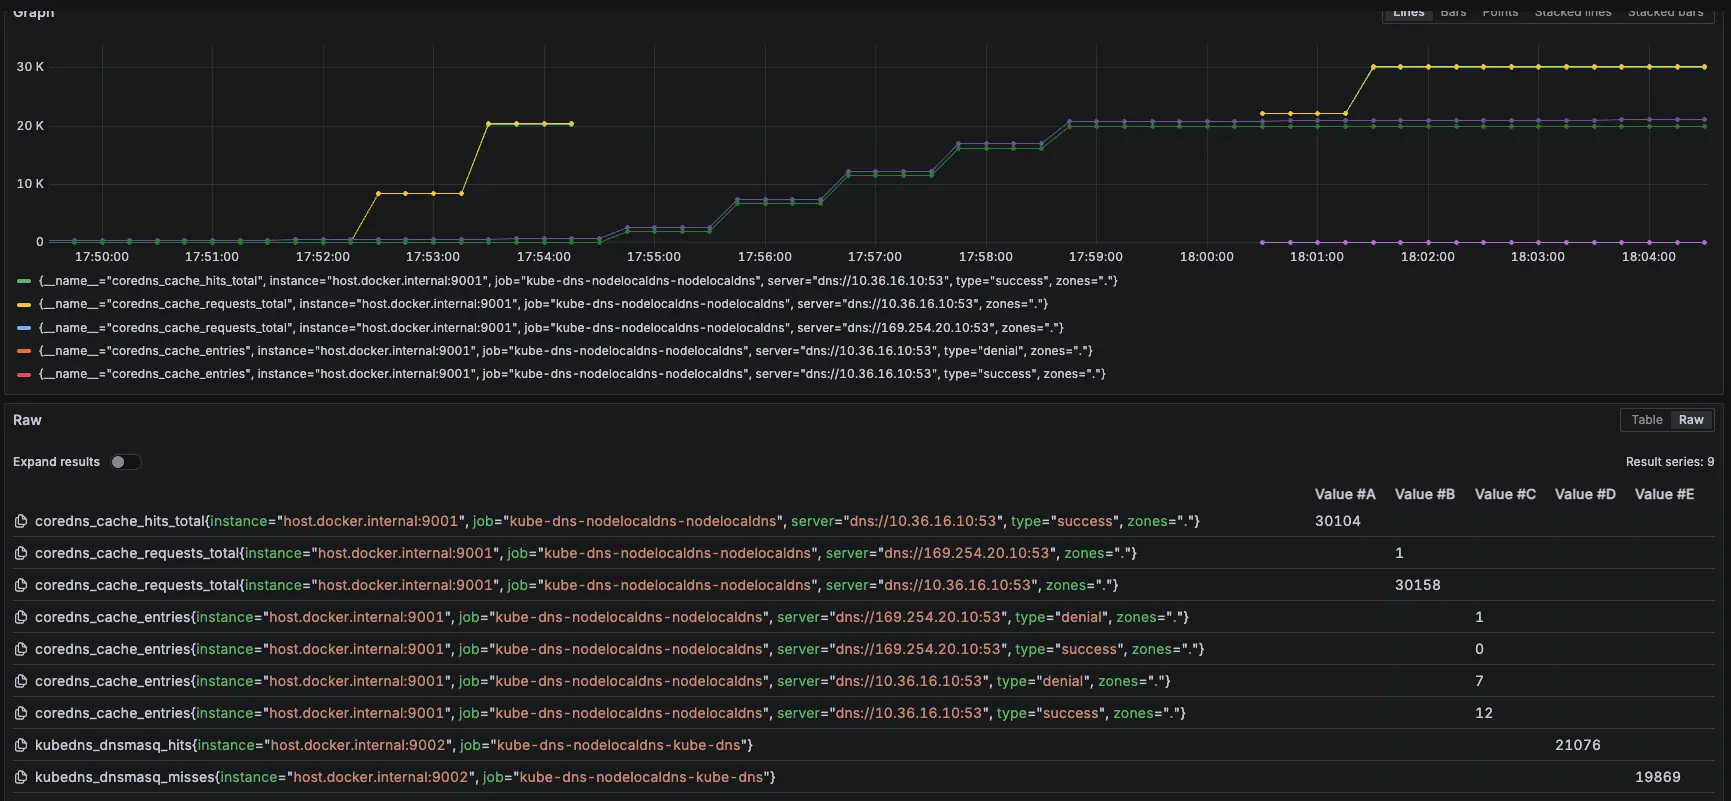 Graph
Lines Bars Points Stacked lines Stacked bars
30 K
20 K
10 K
0
17:50:00 17:51:00 17:52:00 17:53:00 17:54:00 17:55:00 17:56:00 17:57:00 17:58:00 17:59:00 18:00:00 18:01:00 18:02:00 18:03:00 18:04:00
{__name__="coredns_cache_hits_total", instance="host.docker.internal:9001", job="kube-dns-nodelocaldns-nodelocaldns", server="dns://10.36.16.10:53", type="success", zones="."}
{__name__="coredns_cache_requests_total", instance="host.docker.internal:9001", job="kube-dns-nodelocaldns-nodelocaldns", server="dns://10.36.16.10:53", zones="."}
{__name__="coredns_cache_requests_total", instance="host.docker.internal:9001", job="kube-dns-nodelocaldns-nodelocaldns", server="dns://169.254.20.10:53", zones="."}
{__name__="coredns_cache_entries", instance="host.docker.internal:9001", job="kube-dns-nodelocaldns-nodelocaldns", server="dns://10.36.16.10:53", type="denial", zones="."}
{__name__="coredns_cache_entries", instance="host.docker.internal:9001", job="kube-dns-nodelocaldns-nodelocaldns", server="dns://10.36.16.10:53", type="success", zones="."}
Raw
Table Raw
Expand results
Result series: 9
Value #A Value #B Value #C Value #D Value #E
coredns_cache_hits_total{instance="host.docker.internal:9001", job="kube-dns-nodelocaldns-nodelocaldns", server="dns://10.36.16.10:53", type="success", zones="."} 30104
coredns_cache_requests_total{instance="host.docker.internal:9001", job="kube-dns-nodelocaldns-nodelocaldns", server="dns://169.254.20.10:53", zones="."} 1
coredns_cache_requests_total{instance="host.docker.internal:9001", job="kube-dns-nodelocaldns-nodelocaldns", server="dns://10.36.16.10:53", zones="."} 30158
coredns_cache_entries{instance="host.docker.internal:9001", job="kube-dns-nodelocaldns-nodelocaldns", server="dns://169.254.20.10:53", type="denial", zones="."} 1
coredns_cache_entries{instance="host.docker.internal:9001", job="kube-dns-nodelocaldns-nodelocaldns", server="dns://169.254.20.10:53", type="success", zones="."} 0
coredns_cache_entries{instance="host.docker.internal:9001", job="kube-dns-nodelocaldns-nodelocaldns", server="dns://10.36.16.10:53", type="denial", zones="."} 7
coredns_cache_entries{instance="host.docker.internal:9001", job="kube-dns-nodelocaldns-nodelocaldns", server="dns://10.36.16.10:53", type="success", zones="."} 12
kubedns_dnsmasq_hits{instance="host.docker.internal:9002", job="kube-dns-nodelocaldns-kube-dns"} 21076
kubedns_dnsmasq_misses{instance="host.docker.internal:9002", job="kube-dns-nodelocaldns-kube-dns"} 19869